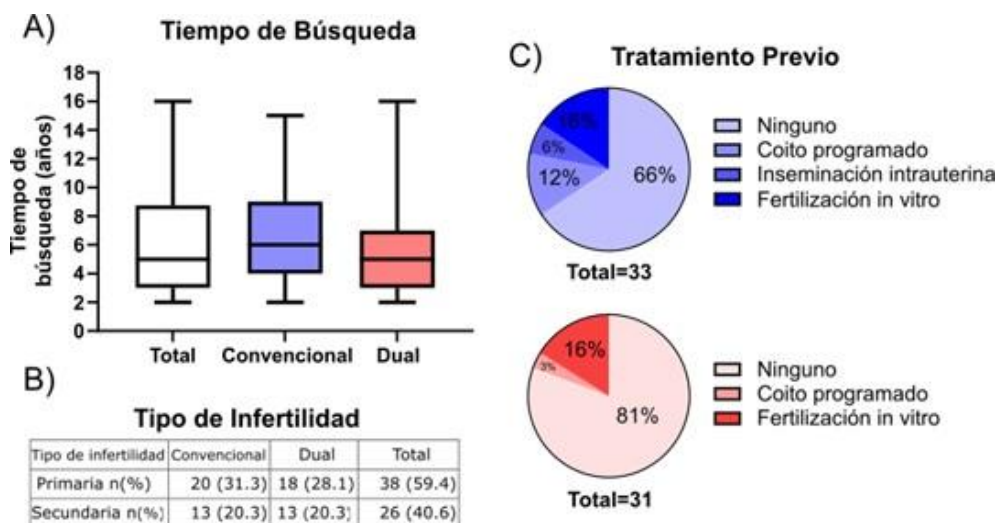 A)
Tiempo de Búsqueda
Tiempo de
búsqueda (años)
18
16
14
12
10
8
6
4
2
0
Total Convencional Dual
B)
Tipo de Infertilidad
Tipo de infertilidad Convencional Dual Total
Primaria n(%) 20 (31.3) 18 (28.1) 38 (59.4)
Secundaria n(%) 13 (20.3) 13 (20.3) 26 (40.6)
C)
Tratamiento Previo
16%
6%
12%
66%
Ninguno
Coito programado
Inseminación intrauterina
Fertilización in vitro
Total=33
16%
3%
81%
Ninguno
Coito programado
Fertilización in vitro
Total=31